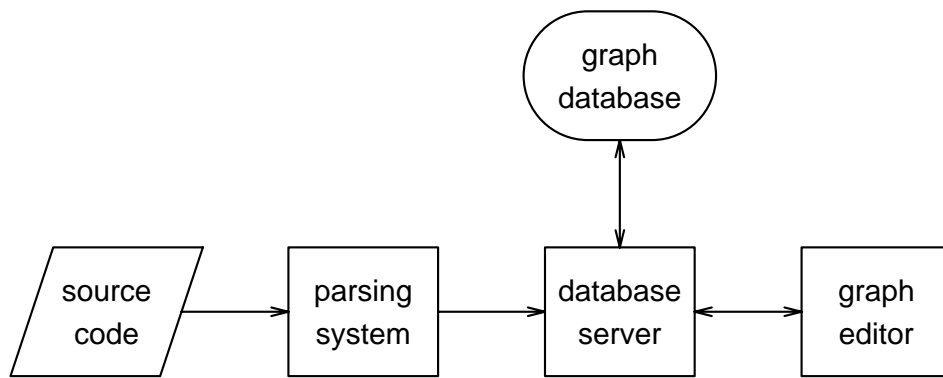 graph
database
source
code
parsing
system
database
server
graph
editor